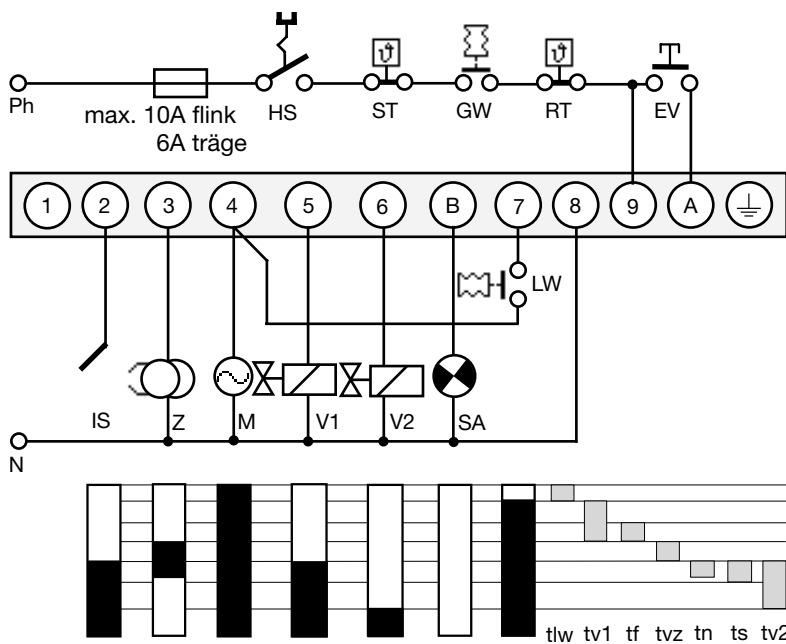 ϑ ϑ
Ph HS ST GW RT EV
max. 10A flink
6A träge
1 2 3 4 5 6 B 7 8 9 A
LW
IS Z M V1 V2 SA
N
tlw tv1 tf tvz tn ts tv2